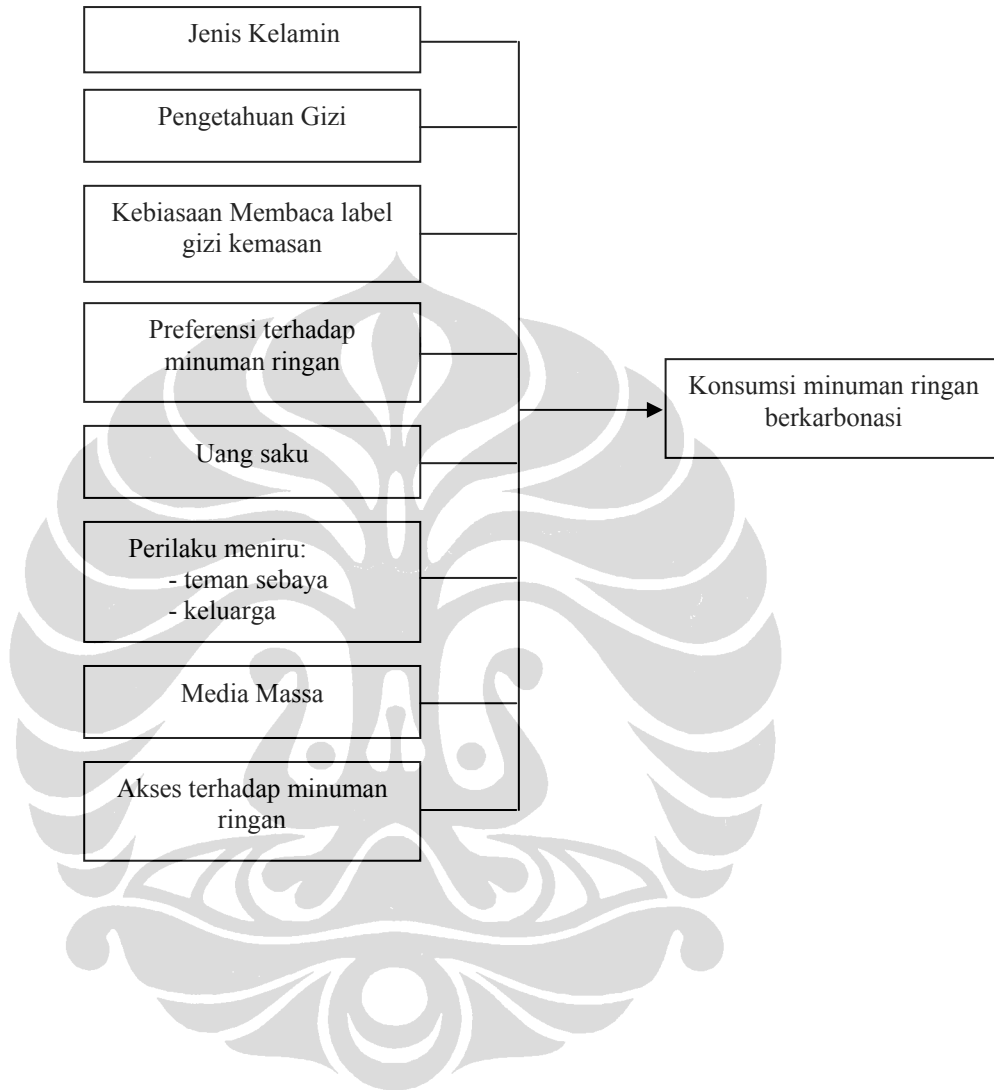 Jenis Kelamin
Pengetahuan Gizi
Kebiasaan Membaca label
gizi kemasan
Preferensi terhadap
minuman ringan
Uang saku
Perilaku meniru:
- teman sebaya
- keluarga
Media Massa
Akses terhadap minuman
ringan
Konsumsi minuman ringan
berkarbonasi